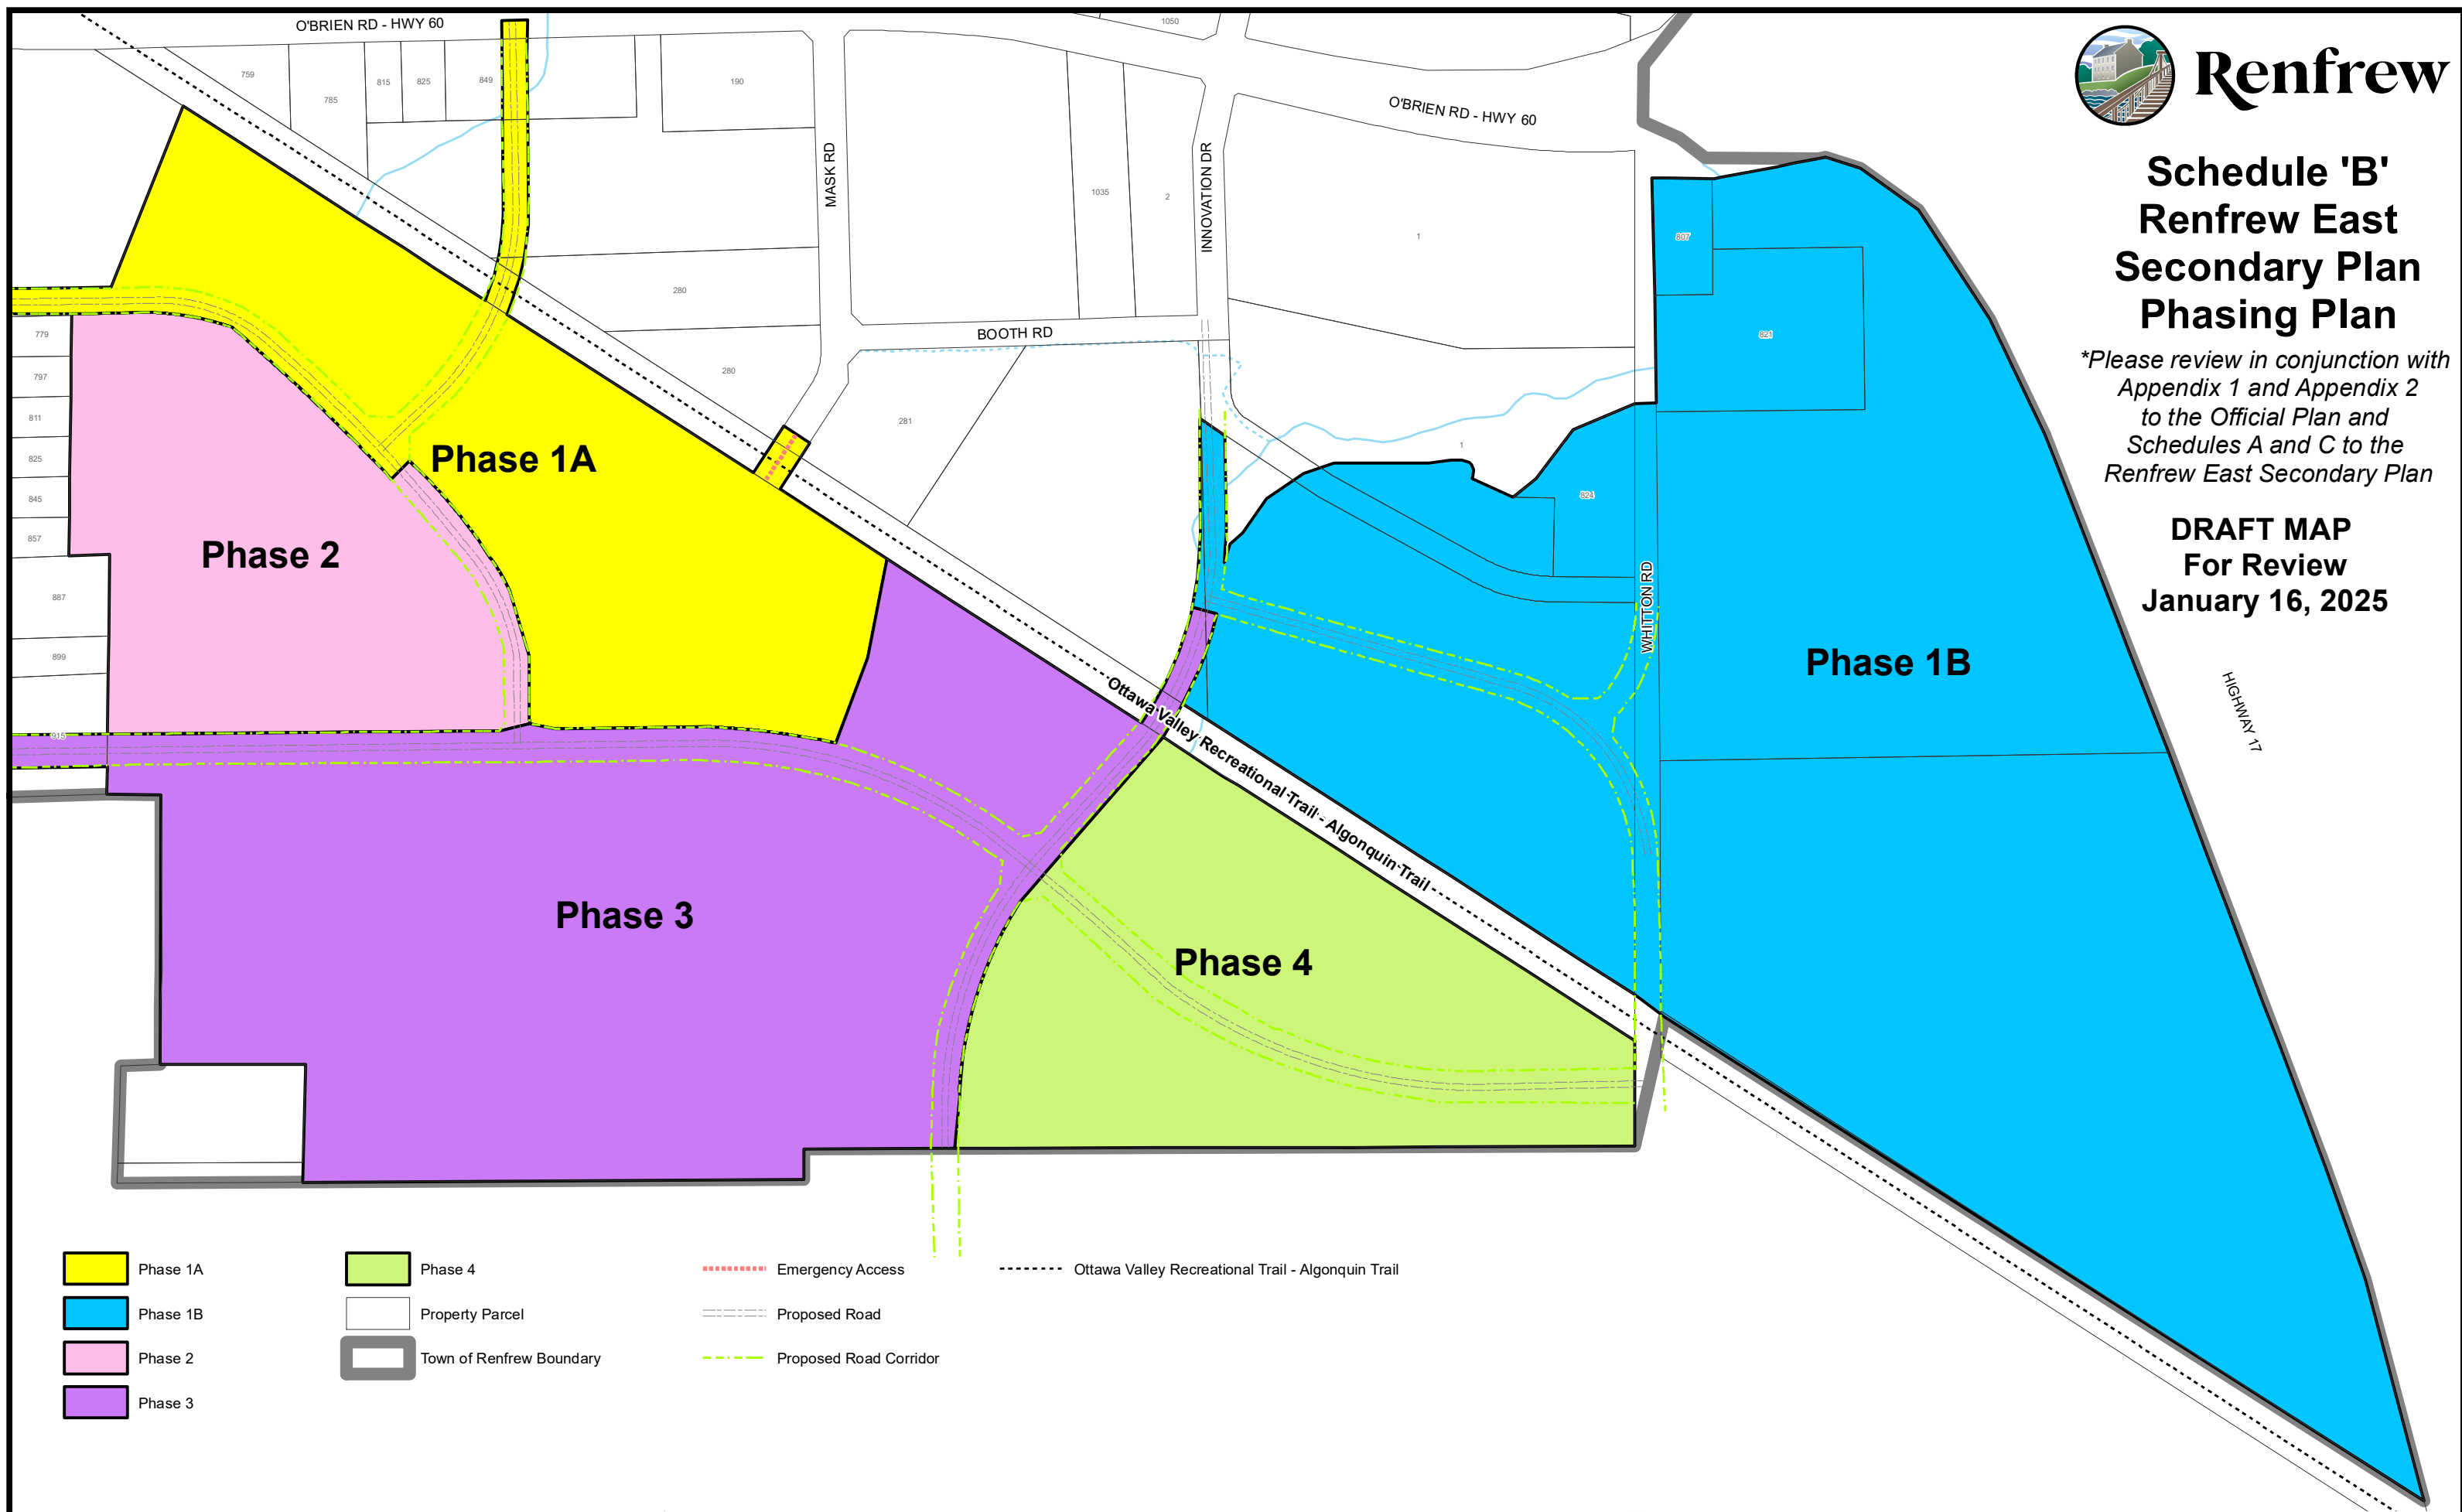 O'BRIEN RD - HWY 60
1050
Renfrew
Schedule 'B'
Renfrew East
Secondary Plan
Phasing Plan
*Please review in conjunction with
Appendix 1 and Appendix 2
to the Official Plan and
Schedules A and C to the
Renfrew East Secondary Plan
DRAFT MAP
For Review
January 16, 2025
759
785
815
825
849
190
MASK RD
1035
2
INNOVATION DR
O'BRIEN RD - HWY 60
1
807
821
280
BOOTH RD
280
281
1
824
779
797
811
825
845
857
887
899
915
Phase 1A
Phase 2
WHITTON RD
Phase 1B
HIGHWAY 17
Ottawa Valley Recreational Trail - Algonquin Trail
Phase 3
Phase 4
Phase 1A
Phase 1B
Phase 2
Phase 3
Phase 4
Property Parcel
Town of Renfrew Boundary
Emergency Access
Proposed Road
Proposed Road Corridor
Ottawa Valley Recreational Trail - Algonquin Trail